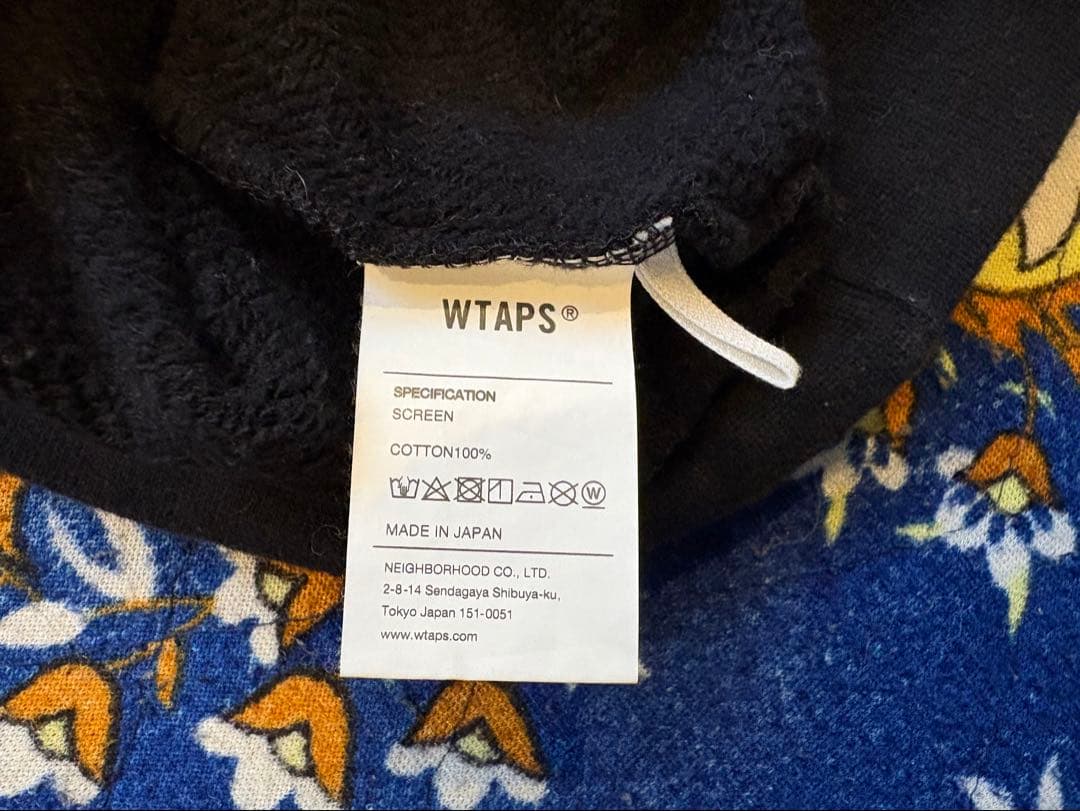 WTAPS®
SPECIFICATION
SCREEN
COTTON100%
W
MADE IN JAPAN
NEIGHBORHOOD CO., LTD.
2-8-14 Sendagaya Shibuya-ku,
Tokyo Japan 151-0051
www.wtaps.com